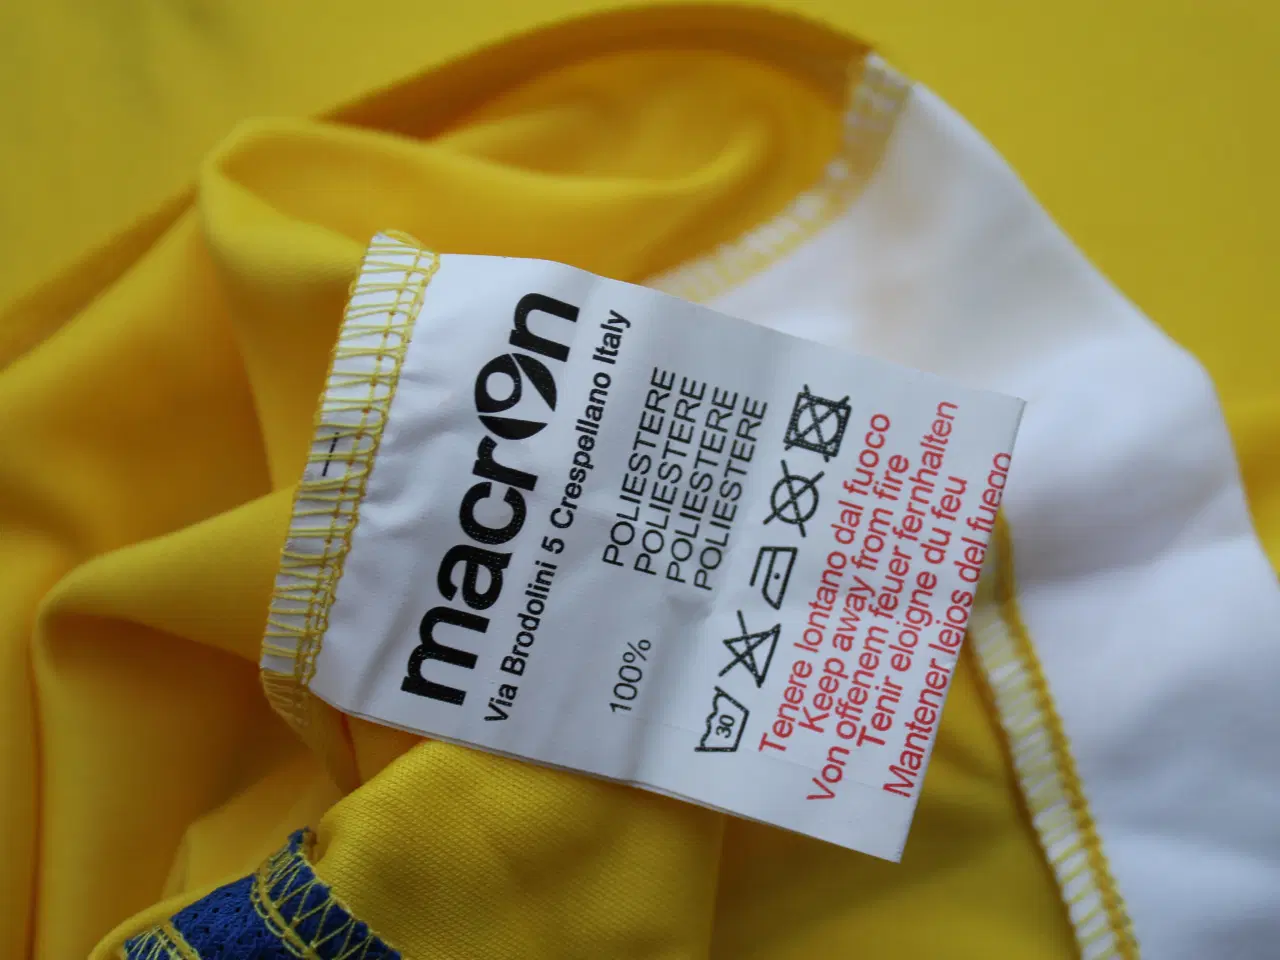 macron
Via Brodolini 5 Crespellano Italy
100% POLIESTERE
POLIESTERE
POLIESTERE
POLIESTERE
30
Tenere lontano dal fuoco
Keep away from fire
Von offenem feuer fernhalten
Tenir eloigne du feu
Mantener lejos del fuego